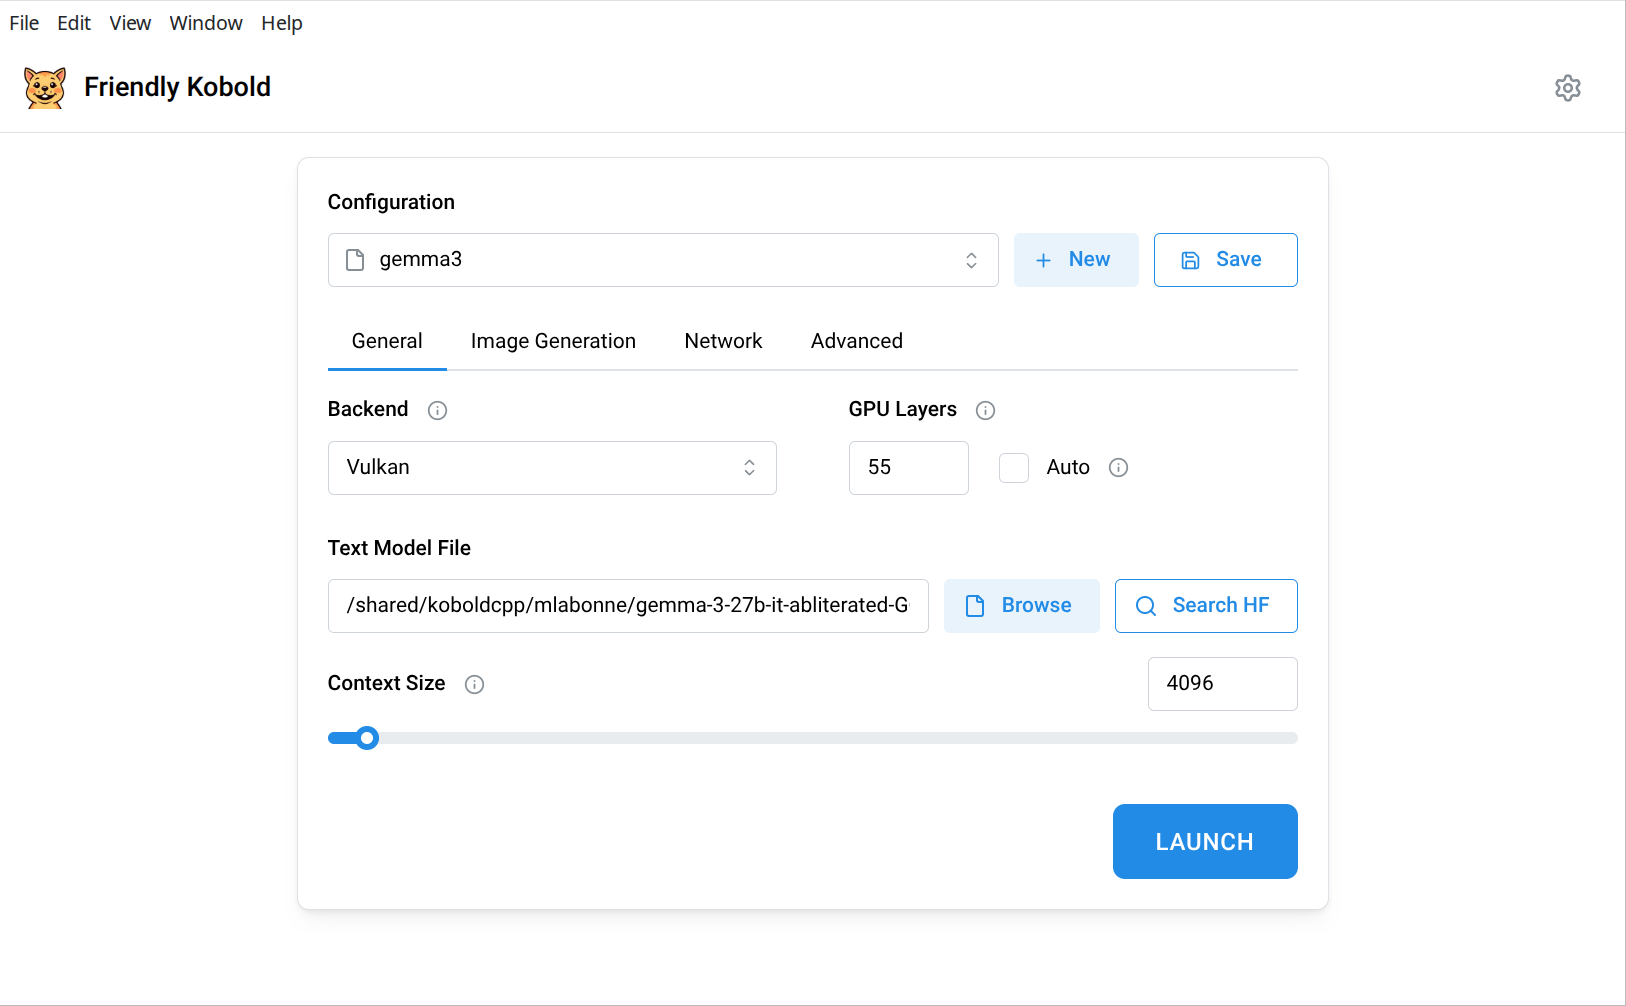 File Edit View Window Help
Friendly Kobold
Configuration
gemma3
New
Save
General Image Generation Network Advanced
Backend
GPU Layers
Vulkan
55
Auto
Text Model File
/shared/koboldcpp/mlabonne/gemma-3-27b-it-abliterated-G
Browse
Search HF
Context Size
4096
LAUNCH